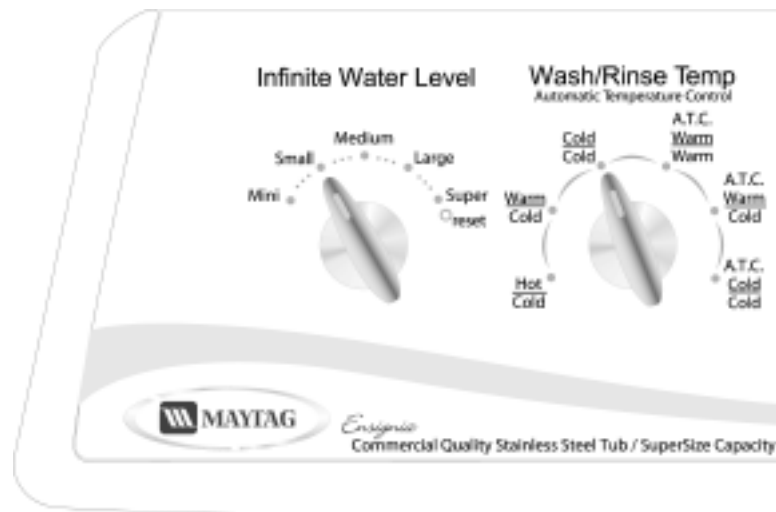 Infinite Water Level
Mini
Small
Medium
Large
Super
reset
Wash/Rinse Temp
Automatic Temperature Control
Hot
Cold
Warm
Cold
Cold
Cold
A.T.C.
Warm
Warm
A.T.C.
Warm
Cold
A.T.C.
Cold
Cold
MAYTAG
Ensignia
Commercial Quality Stainless Steel Tub / SuperSize Capacity